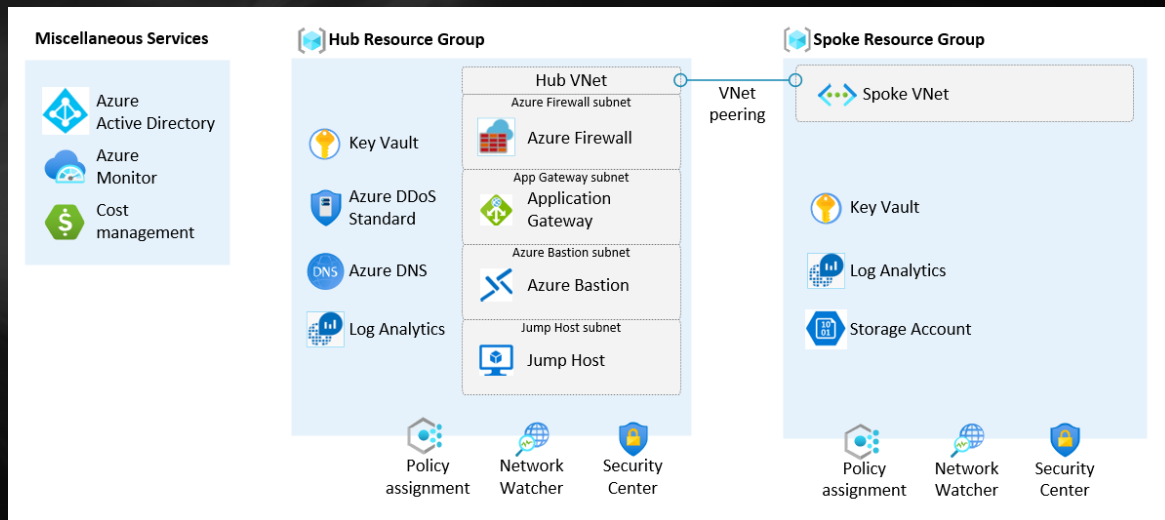 Miscellaneous Services
Azure
Active Directory
Azure
Monitor
Cost
management
Hub Resource Group
Key Vault
Azure DDoS
Standard
DNS
Azure DNS
Log Analytics
Hub VNet
Azure Firewall subnet
Azure Firewall
App Gateway subnet
Application
Gateway
Azure Bastion subnet
Azure Bastion
Jump Host subnet
Jump Host
Policy
assignment
Network
Watcher
Security
Center
VNet
peering
Spoke Resource Group
Spoke VNet
Key Vault
Log Analytics
10
01
Storage Account
Policy
assignment
Network
Watcher
Security
Center